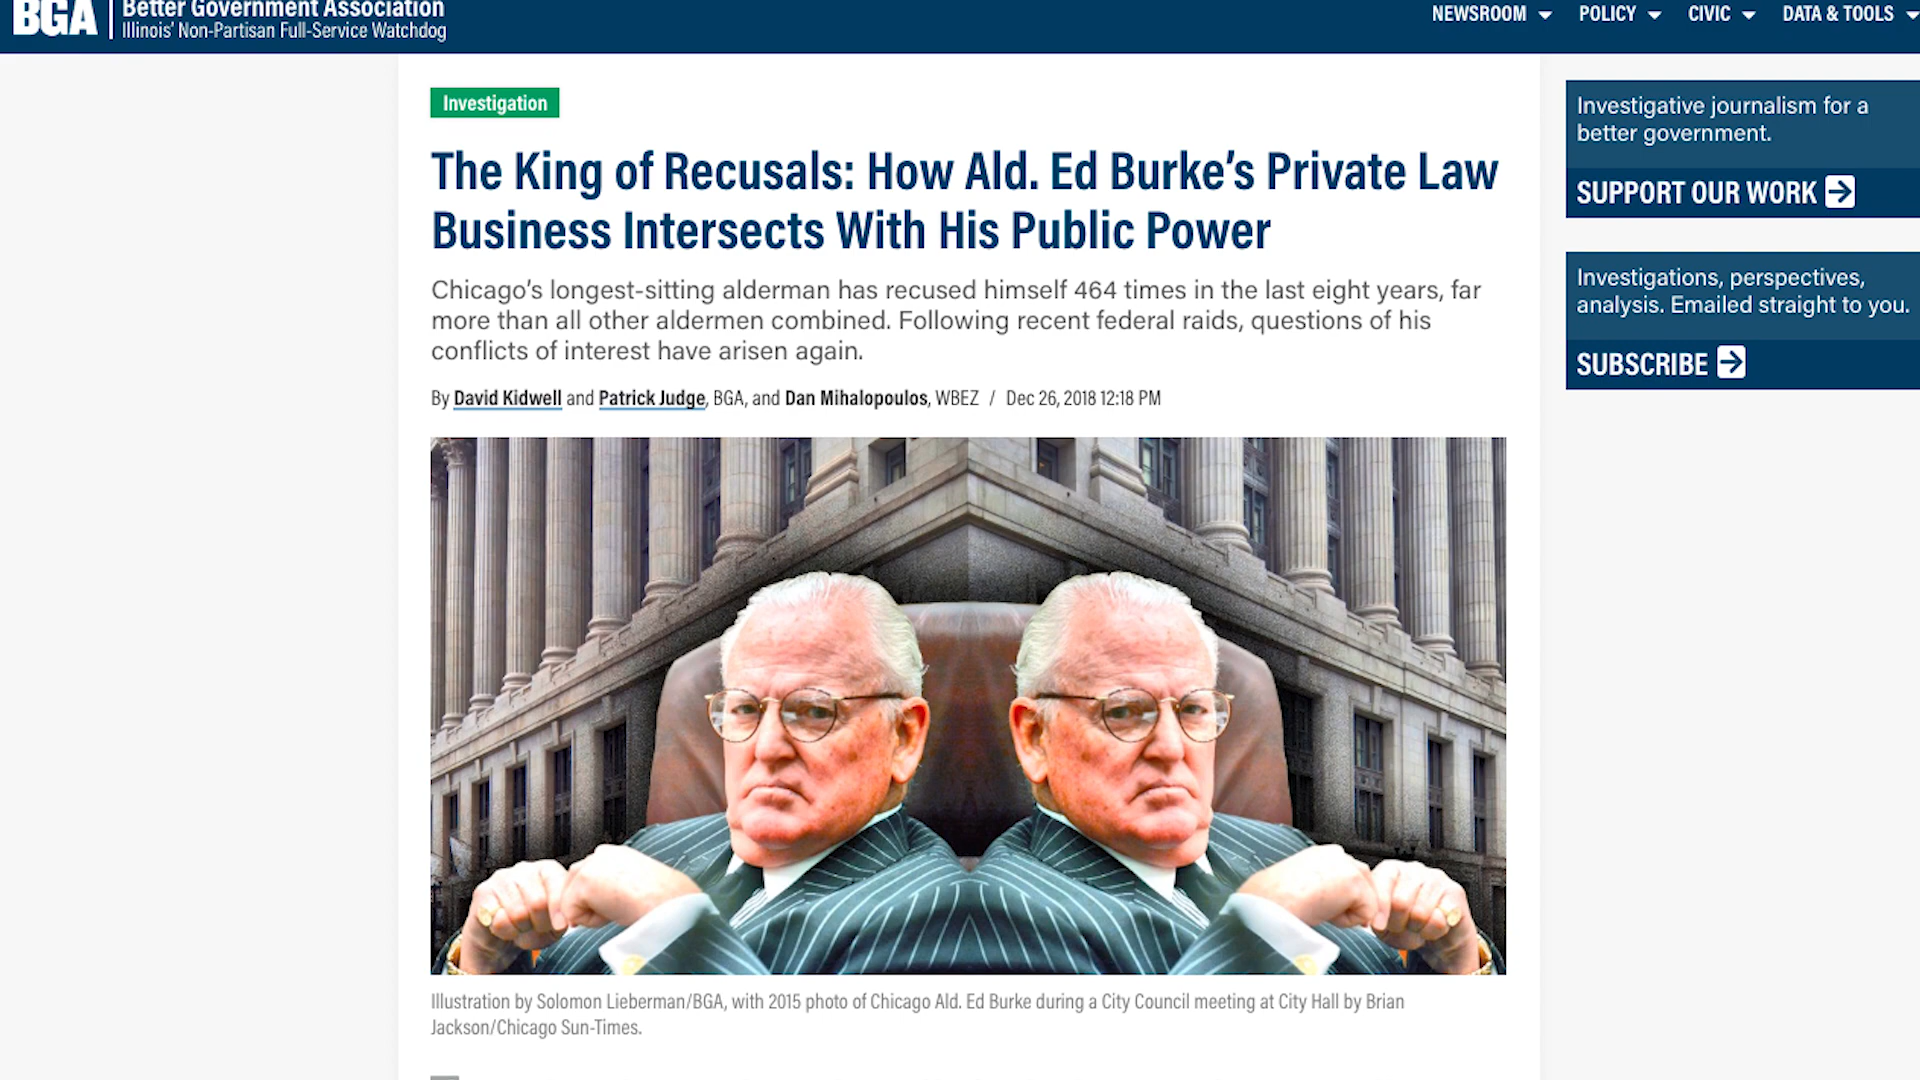 BGA
Better Government Association
Illinois' Non-Partisan Full-Service Watchdog
NEWSROOM
POLICY
CIVIC
DATA & TOOLS
Investigation
The King of Recusals: How Ald. Ed Burke's Private Law
Business Intersects With His Public Power
Chicago's longest-sitting alderman has recused himself 464 times in the last eight years, far
more than all other aldermen combined. Following recent federal raids, questions of his
conflicts of interest have arisen again.
By David Kidwell and Patrick Judge, BGA, and Dan Mihalopoulos, WBEZ / Dec 26, 2018 12:18 PM
Illustration by Solomon Lieberman/BGA, with 2015 photo of Chicago Ald. Ed Burke during a City Council meeting at City Hall by Brian
Jackson/Chicago Sun-Times.
Investigative journalism for a
better government.
SUPPORT OUR WORK
Investigations, perspectives,
analysis. Emailed straight to you.
SUBSCRIBE